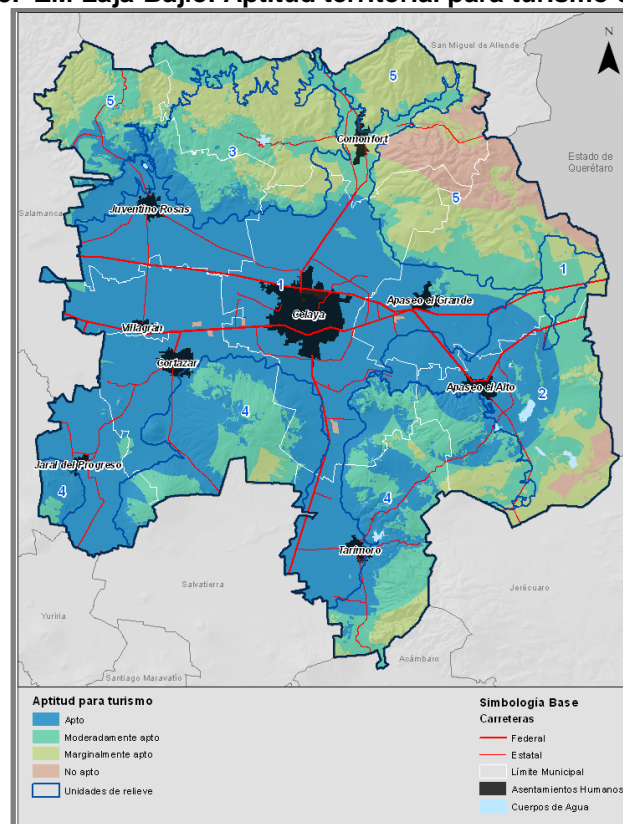 ZM Laja-Bajío. Aptitud territorial para turismo
San Miguel de Allende
N
5
5
Comonfort
3
Estado de
Querétaro
5
Salamanca
Juventino Rosas
1
1
Apaseo el Grande
Celaya
Villagrán
Cortazar
Apaseo el Alto
2
4
Jaral del Progreso
4
4
Tarimoro
Salvatierra
Jerécuaro
Yuriria
Acámbaro
Santiago Maravatío
Aptitud para turismo
Apto
Moderadamente apto
Marginalmente apto
No apto
Unidades de relieve
Simbología Base
Carreteras
Federal
Estatal
Límite Municipal
Asentamientos Humanos
Cuerpos de Agua